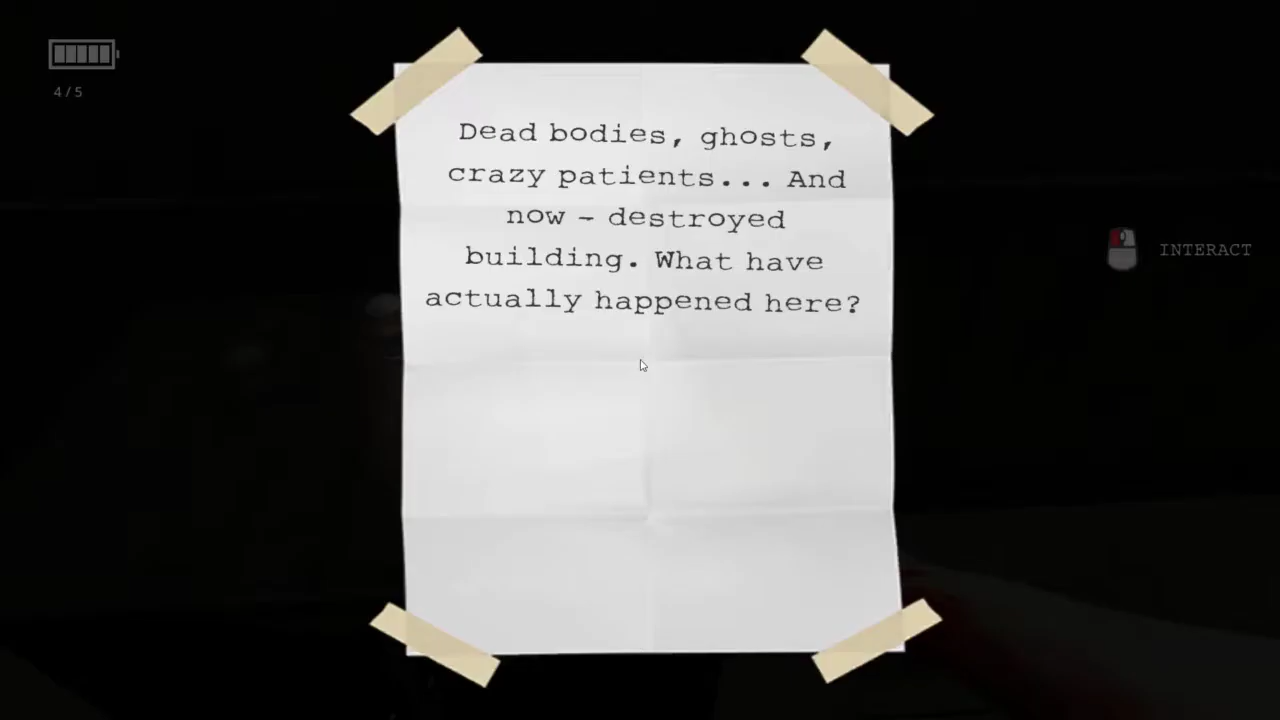 4 / 5
Dead bodies, ghosts,
crazy patients... And
now - destroyed
building. What have
actually happened here?
INTERACT